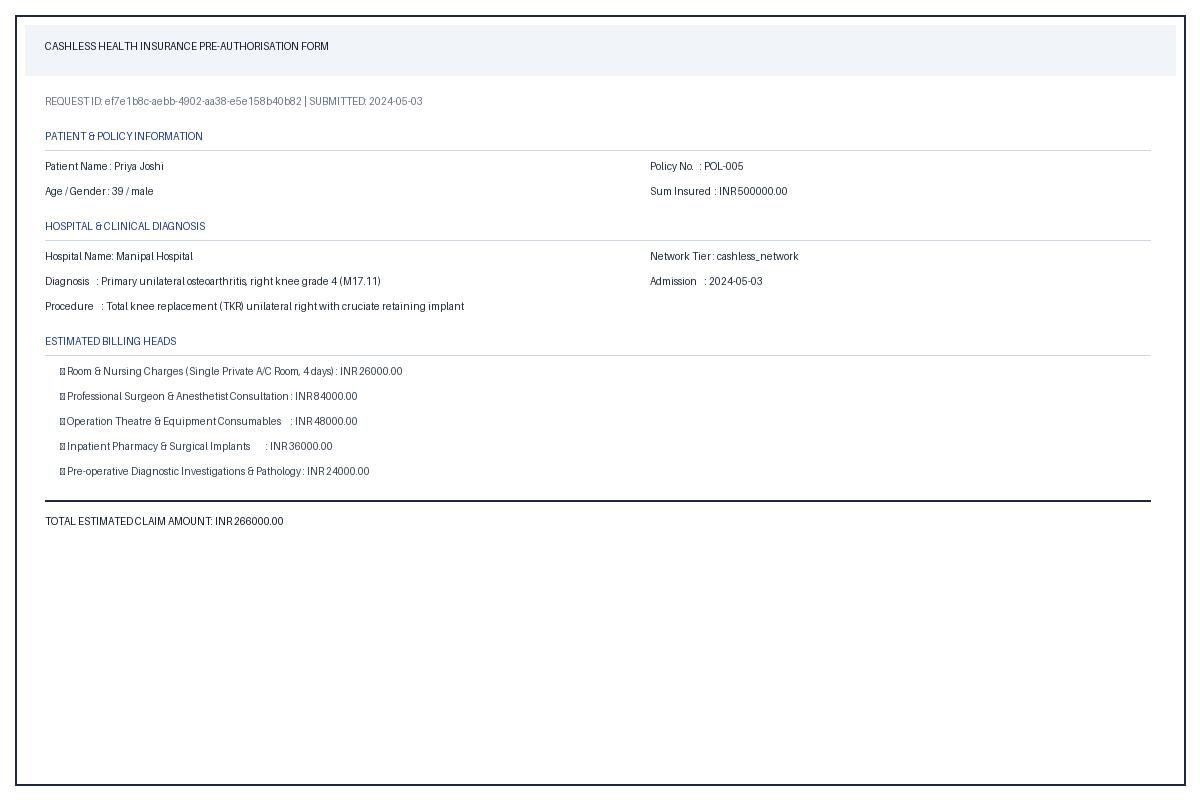 CASHLESS HEALTH INSURANCE PRE-AUTHORISATION FORM
REQUEST ID: ef7e1b8c-aebb-4902-aa38-e5e158b40b82 | SUBMITTED: 2024-05-03
PATIENT & POLICY INFORMATION
Patient Name : Priya Joshi
Policy No. : POL-005
Age / Gender : 39 / male
Sum Insured : INR 500000.00
HOSPITAL & CLINICAL DIAGNOSIS
Hospital Name: Manipal Hospital
Network Tier : cashless_network
Diagnosis : Primary unilateral osteoarthritis, right knee grade 4 (M17.11)
Admission : 2024-05-03
Procedure : Total knee replacement (TKR) unilateral right with cruciate retaining implant
ESTIMATED BILLING HEADS
Room & Nursing Charges (Single Private A/C Room, 4 days) : INR 26000.00
Professional Surgeon & Anesthetist Consultation : INR 84000.00
Operation Theatre & Equipment Consumables : INR 48000.00
Inpatient Pharmacy & Surgical Implants : INR 36000.00
Pre-operative Diagnostic Investigations & Pathology : INR 24000.00
TOTAL ESTIMATED CLAIM AMOUNT: INR 266000.00